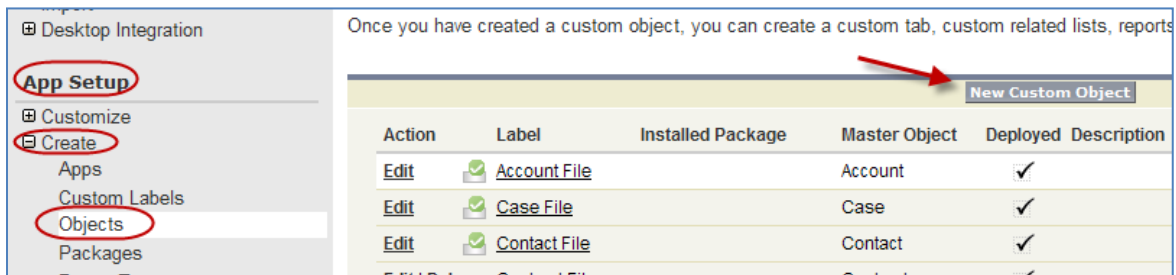 Desktop Integration
App Setup
Customize
Create
Apps
Custom Labels
Objects
Packages
Once you have created a custom object, you can create a custom tab, custom related lists, reports
New Custom Object
Action Label Installed Package Master Object Deployed Description
Edit Account File Account
Edit Case File Case
Edit Contact File Contact